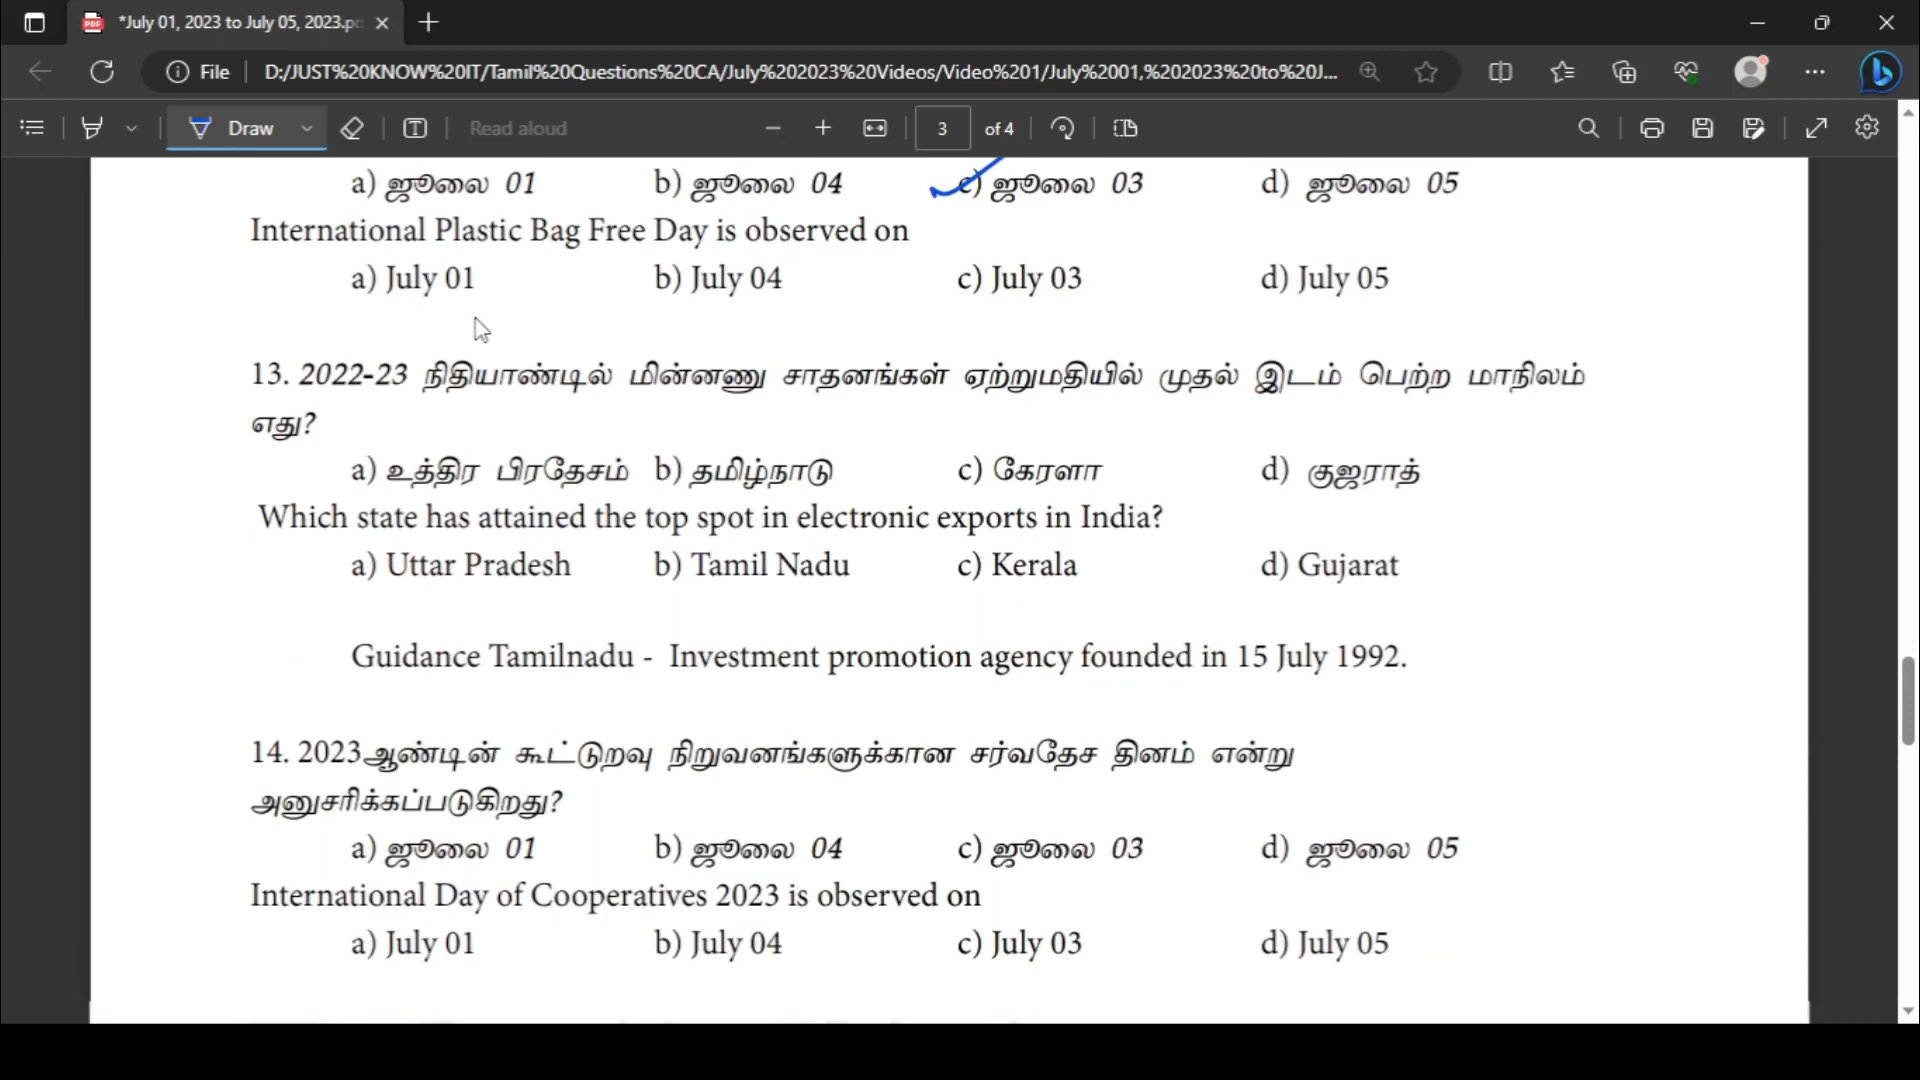 *July 01, 2023 to July 05, 2023.pd
File
D:/JUST%20KNOW%20IT/Tamil%20Questions%20CA/July%202023%20Videos/Video%201/July%2001,%202023%20to%20J...
Draw
Read aloud
3 of 4
a) ஜூலை 01 b) ஜூலை 04 c) ஜூலை 03 d) ஜூலை 05
International Plastic Bag Free Day is observed on
a) July 01 b) July 04 c) July 03 d) July 05
13. 2022-23 நிதியாண்டில் மின்னணு சாதனங்கள் ஏற்றுமதியில் முதல் இடம் பெற்ற மாநிலம்
எது?
a) உத்திர பிரதேசம் b) தமிழ்நாடு c) கேரளா d) குஜராத்
Which state has attained the top spot in electronic exports in India?
a) Uttar Pradesh b) Tamil Nadu c) Kerala d) Gujarat
Guidance Tamilnadu - Investment promotion agency founded in 15 July 1992.
14. 2023ஆண்டின் கூட்டுறவு நிறுவனங்களுக்கான சர்வதேச தினம் என்று
அனுசரிக்கப்படுகிறது?
a) ஜூலை 01 b) ஜூலை 04 c) ஜூலை 03 d) ஜூலை 05
International Day of Cooperatives 2023 is observed on
a) July 01 b) July 04 c) July 03 d) July 05